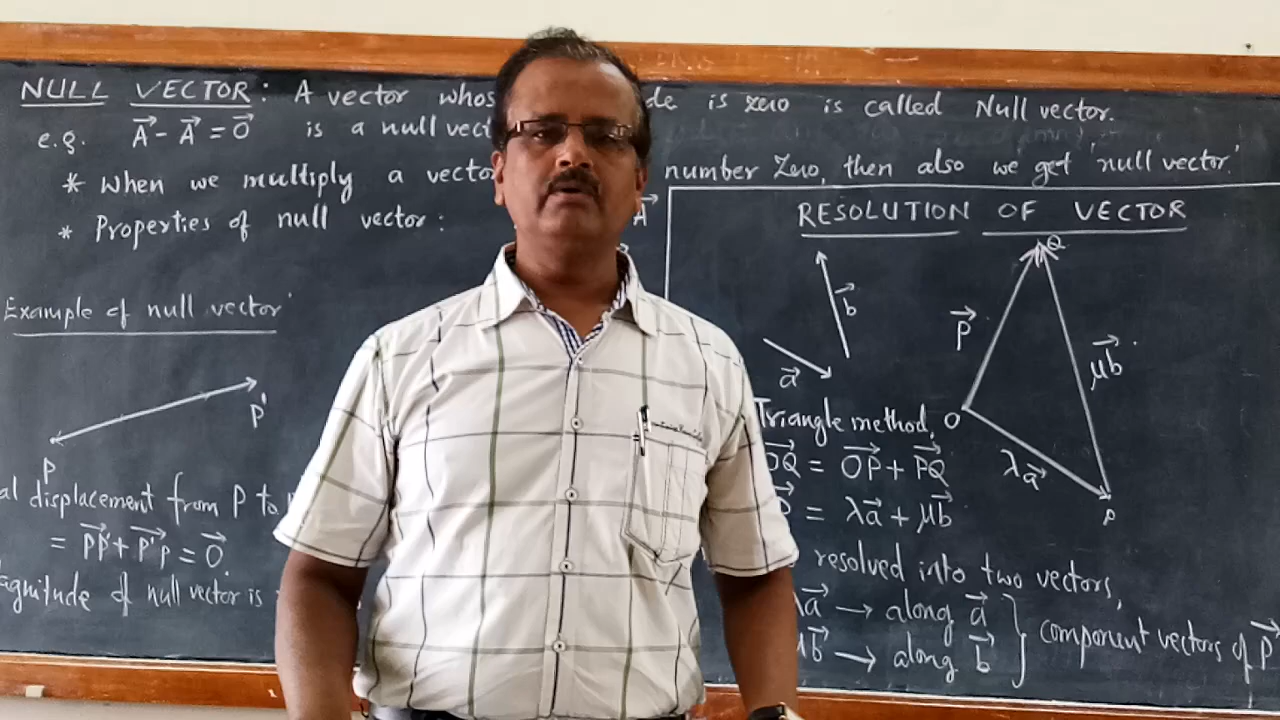 NULL VECTOR: A vector whos de is zero is called Null vector.
e.g. A⃗ - A⃗ = 0⃗ is a null vect
* When we multiply a vector number Zero, then also we get 'null vector.'
* Properties of null vector: A⃗
Example of null vector
P P'
al displacement from P to
= PP⃗' + P'⃗P = 0⃗.
agnitude of null vector is
RESOLUTION OF VECTOR
a⃗ b⃗
Q
P⃗ μb⃗
O λa⃗
P
Triangle method,
OQ⃗ = OP⃗ + PQ⃗
P⃗ = λa⃗ + μb⃗
resolved into two vectors,
λa⃗ → along a⃗
μb⃗ → along b⃗
} component vectors of P⃗